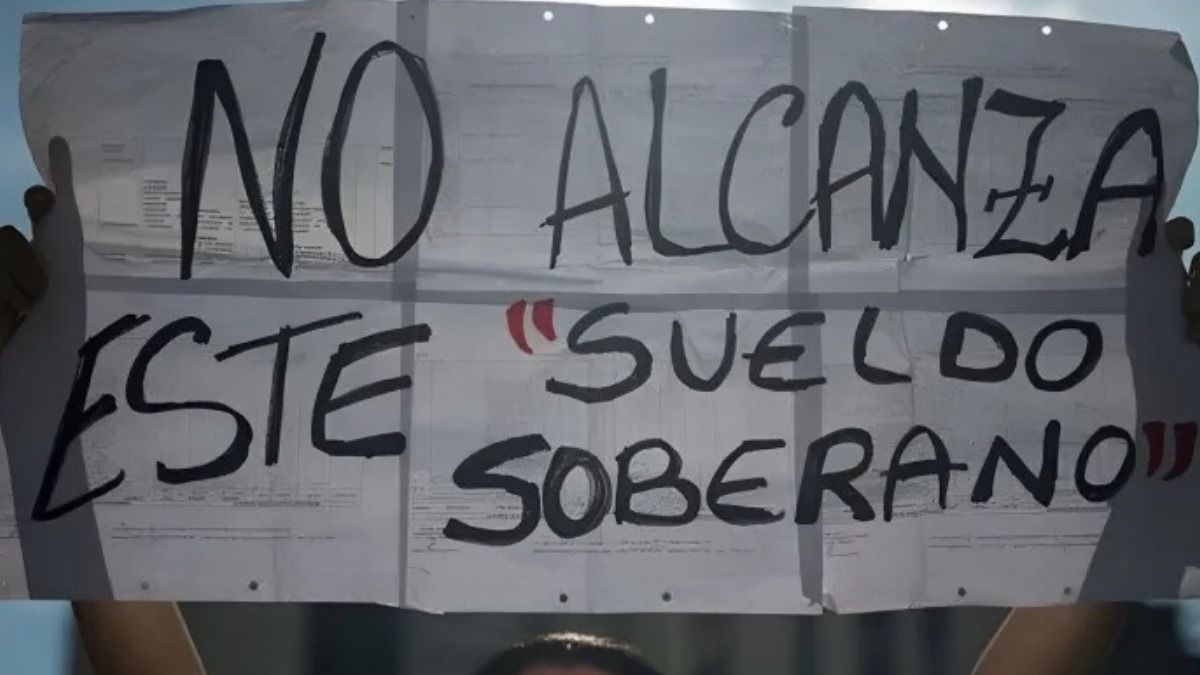 NO ALCANZA
ESTE "SUELDO
SOBERANO"